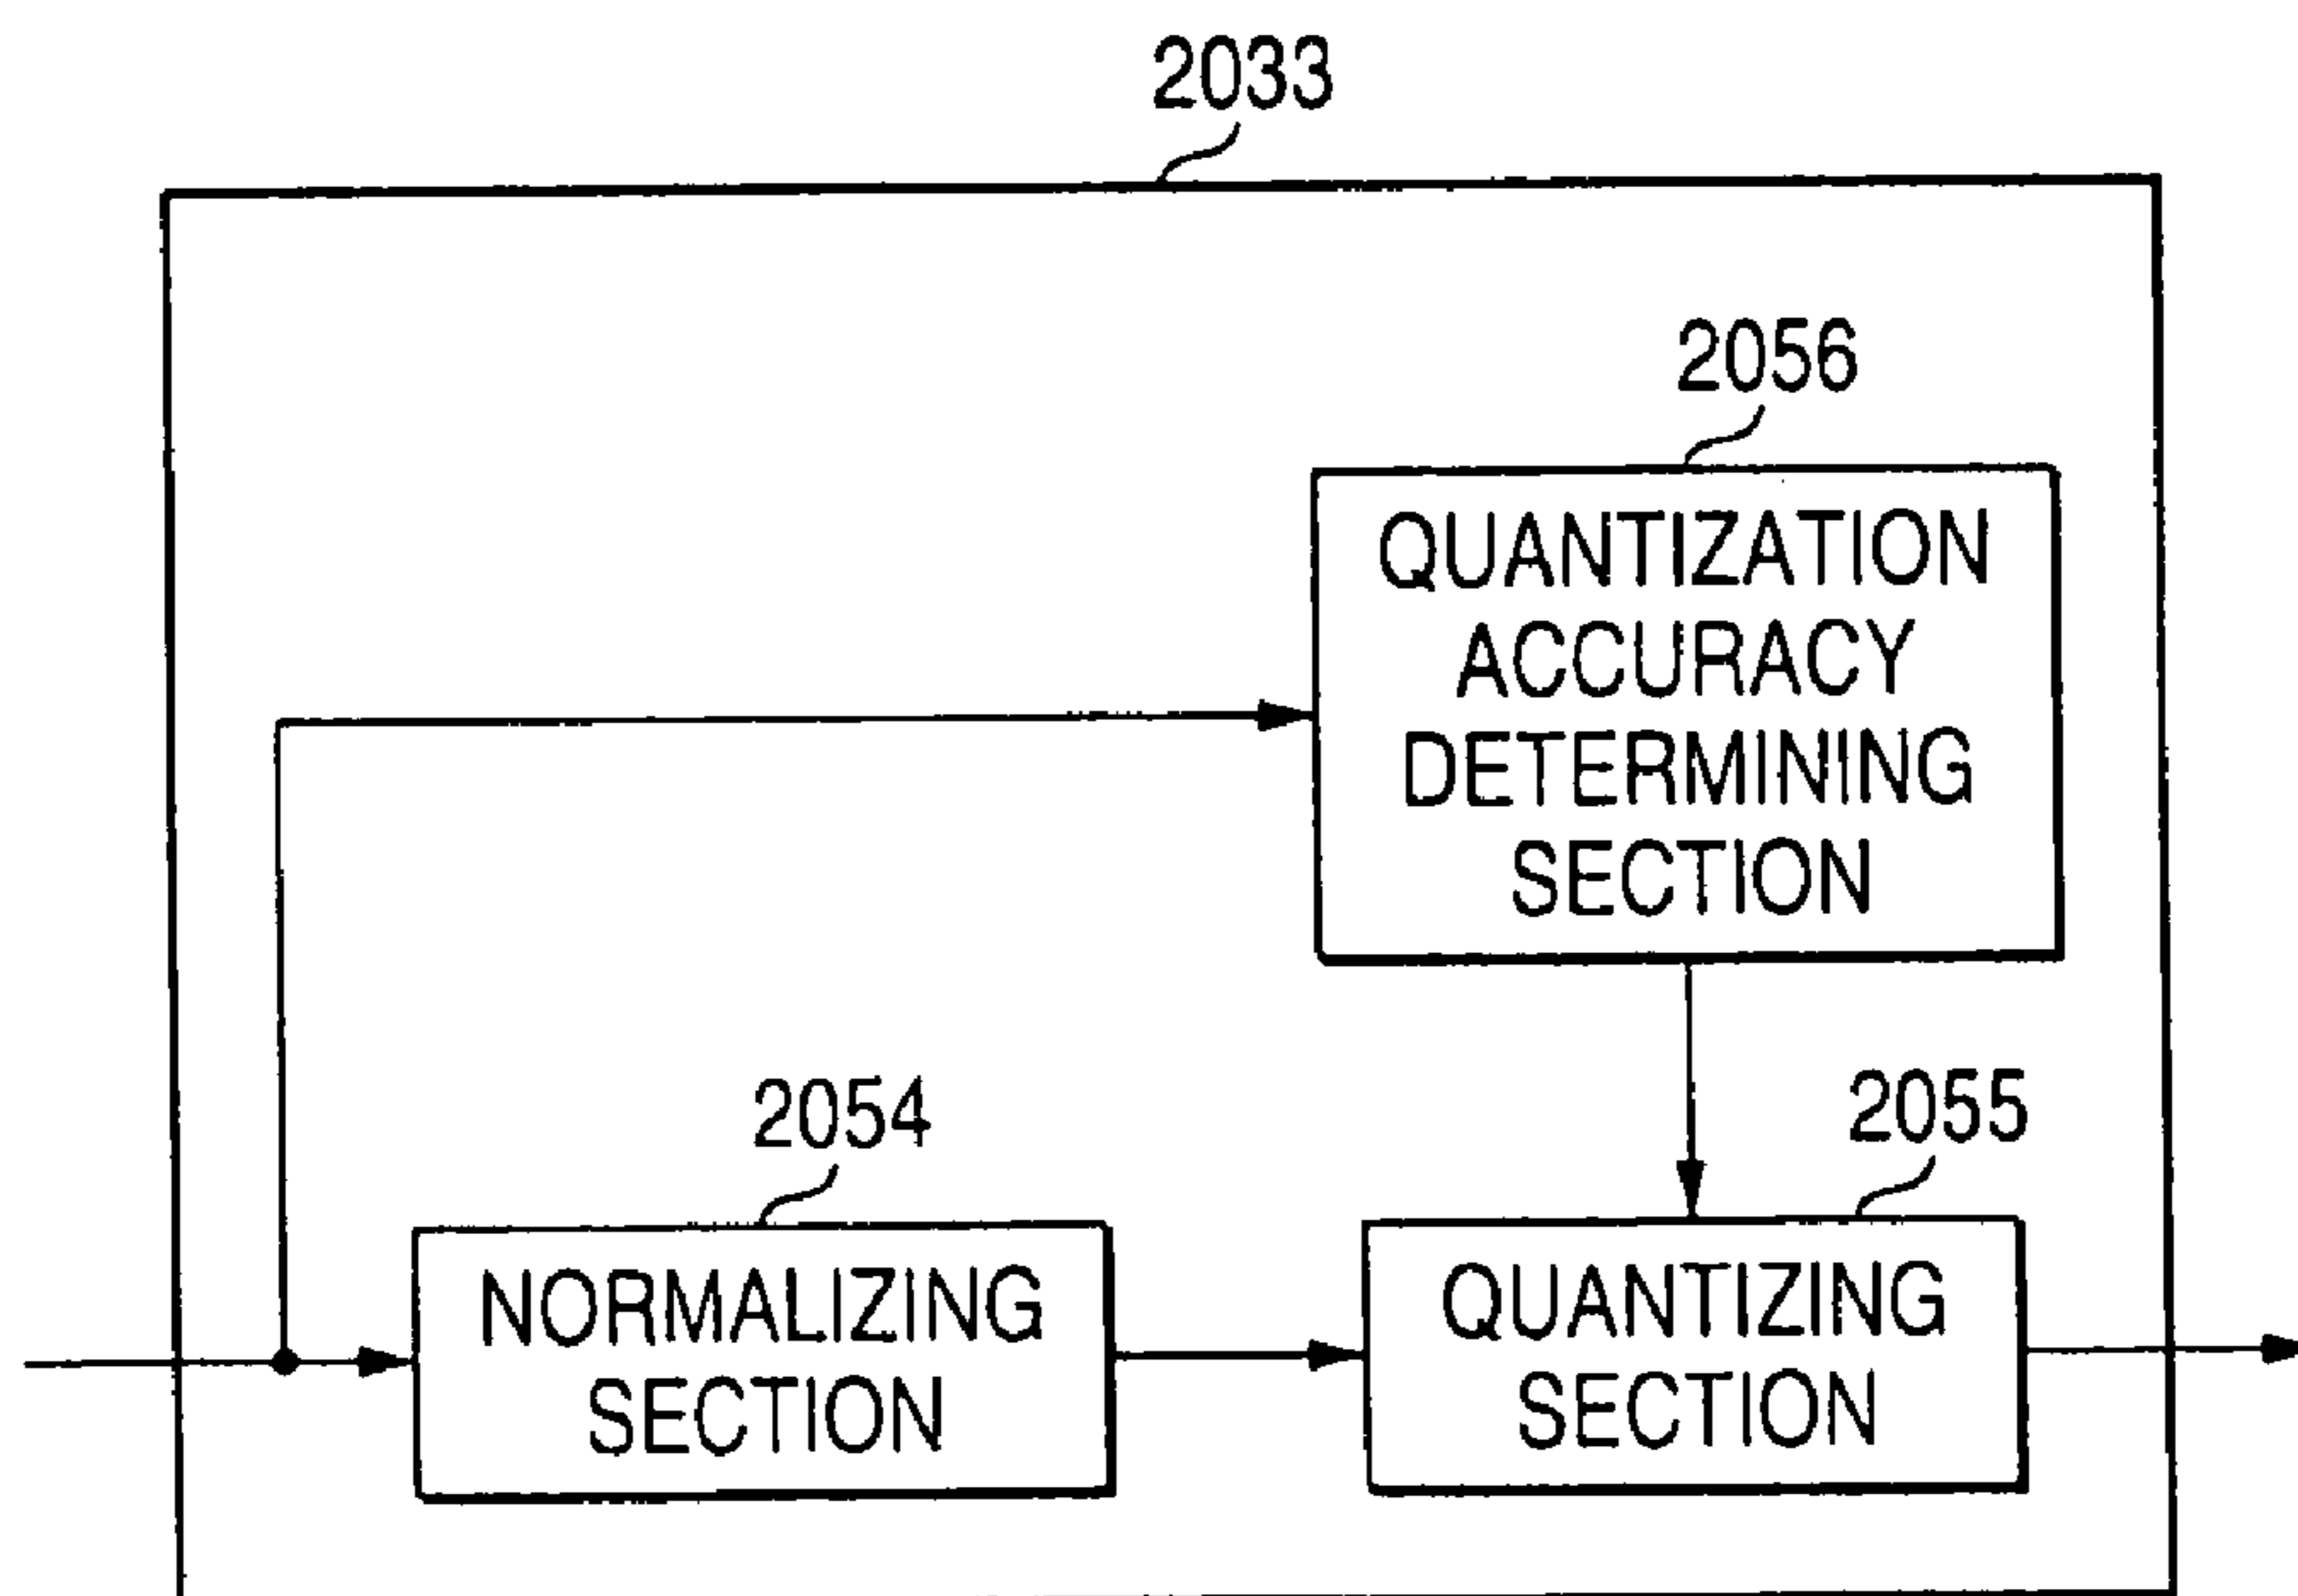 2033
2056
QUANTIZATION
ACCURACY
DETERMINING
SECTION
2054
2055
NORMALIZING
SECTION
QUANTIZING
SECTION